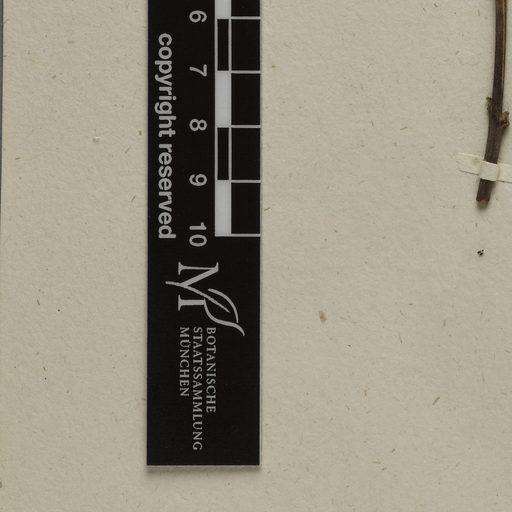 6
7
8
9
10
copyright reserved
M
BOTANISCHE
STAATSSAMMLUNG
MÜNCHEN